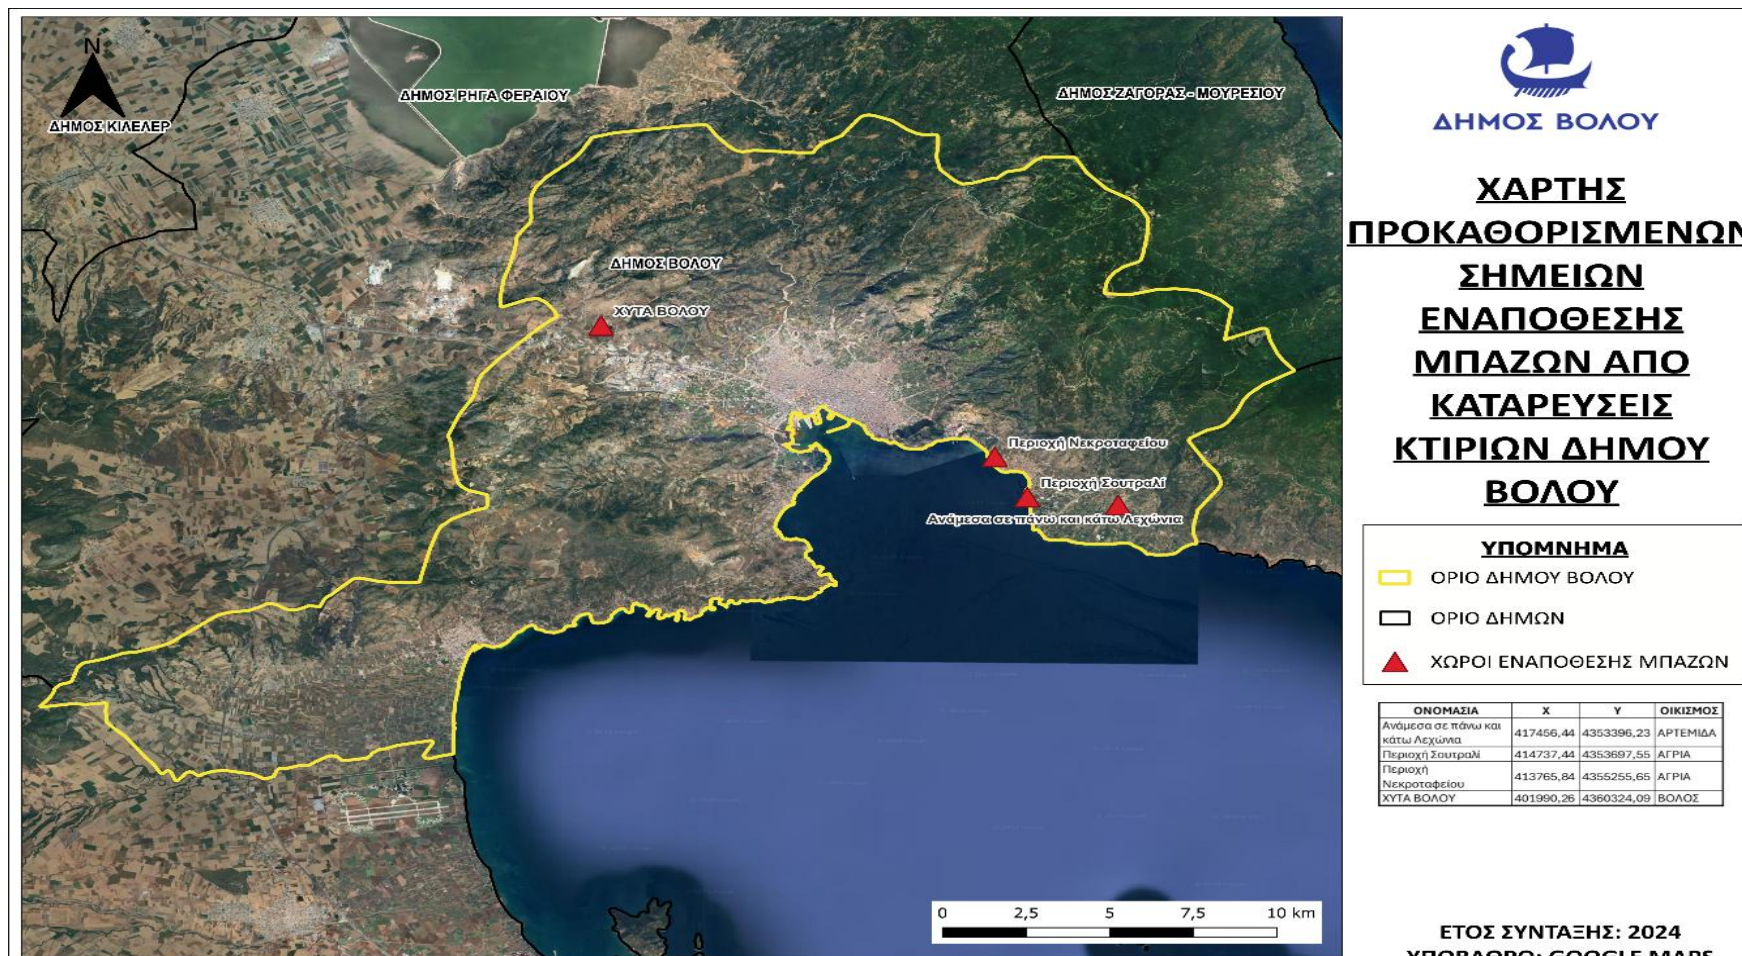 N
ΔΗΜΟΣ ΚΙΛΕΛΕΡ
ΔΗΜΟΣ ΡΗΓΑ ΦΕΡΑΙΟΥ
ΔΗΜΟΣ ΖΑΓΟΡΑΣ - ΜΟΥΡΕΣΙΟΥ
ΔΗΜΟΣ ΒΟΛΟΥ
ΧΥΤΑ ΒΟΛΟΥ
Περιοχή Νεκροταφείου
Περιοχή Σουτραλί
Ανάμεσα σε πάνω και κάτω Λεχώνια
0 2,5 5 7,5 10 km
ΔΗΜΟΣ ΒΟΛΟΥ
ΧΑΡΤΗΣ
ΠΡΟΚΑΘΟΡΙΣΜΕΝΩΝ
ΣΗΜΕΙΩΝ
ΕΝΑΠΟΘΕΣΗΣ
ΜΠΑΖΩΝ ΑΠΟ
ΚΑΤΑΡΕΥΣΕΙΣ
ΚΤΙΡΙΩΝ ΔΗΜΟΥ
ΒΟΛΟΥ
ΥΠΟΜΝΗΜΑ
ΟΡΙΟ ΔΗΜΟΥ ΒΟΛΟΥ
ΟΡΙΟ ΔΗΜΩΝ
ΧΩΡΟΙ ΕΝΑΠΟΘΕΣΗΣ ΜΠΑΖΩΝ
ΟΝΟΜΑΣΙΑ X Y ΟΙΚΙΣΜΟΣ
Ανάμεσα σε πάνω και
κάτω Λεχώνια 417456,44 4353396,23 ΑΡΤΕΜΙΔΑ
Περιοχή Σουτραλί 414737,44 4353697,55 ΑΓΡΙΑ
Περιοχή
Νεκροταφείου 413765,84 4355255,65 ΑΓΡΙΑ
ΧΥΤΑ ΒΟΛΟΥ 401990,26 4360324,09 ΒΟΛΟΣ
ΕΤΟΣ ΣΥΝΤΑΞΗΣ: 2024
ΥΠΟΒΑΘΡΟ: GOOGLE MAPS